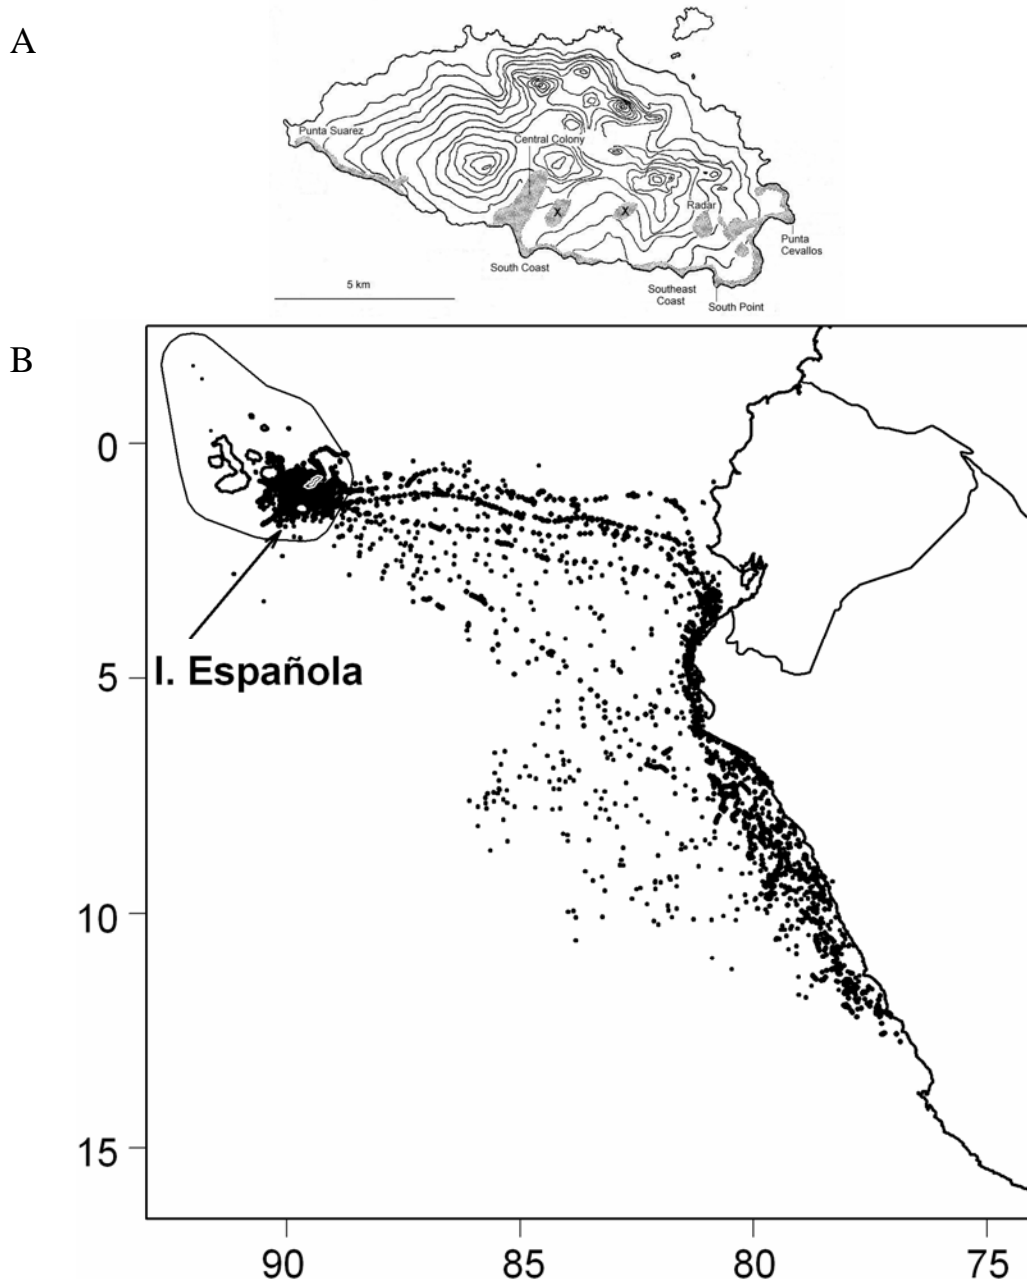 A
Punta Suarez
Central Colony
X
X
Radar
Punta
Cevallos
South Coast
5 km
Southeast
Coast
South Point
B
0
I. Española
5
10
15
90
85
80
75